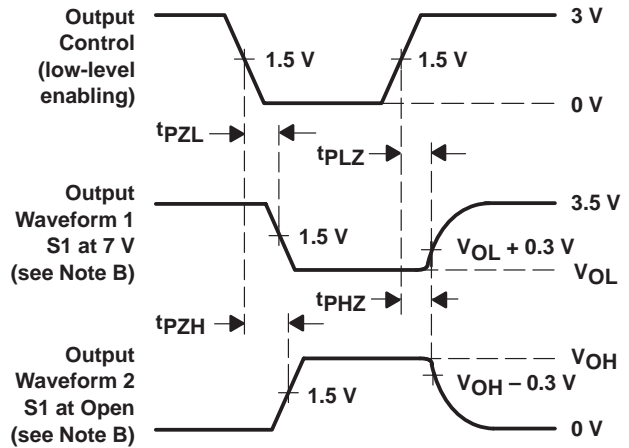 Output
Control
(low-level
enabling)
1.5 V
1.5 V
3 V
0 V
tPZL
tPLZ
Output
Waveform 1
S1 at 7 V
(see Note B)
1.5 V
3.5 V
VOL + 0.3 V
VOL
tPZH
tPHZ
Output
Waveform 2
S1 at Open
(see Note B)
1.5 V
VOH
VOH – 0.3 V
0 V